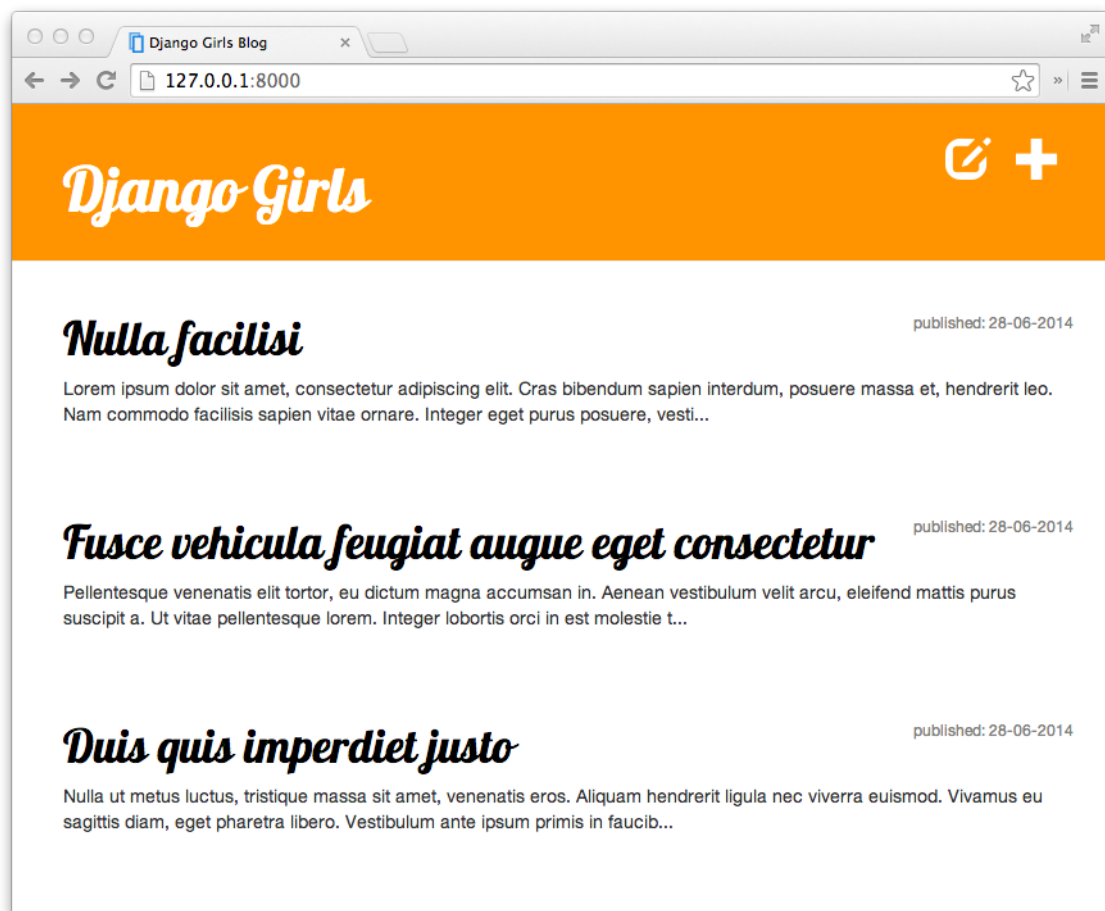 Django Girls Blog
127.0.0.1:8000
Django Girls
Nulla facilisi
published: 28-06-2014
Lorem ipsum dolor sit amet, consectetur adipiscing elit. Cras bibendum sapien interdum, posuere massa et, hendrerit leo.
Nam commodo facilisis sapien vitae ornare. Integer eget purus posuere, vesti...
Fusce vehicula feugiat augue eget consectetur
published: 28-06-2014
Pellentesque venenatis elit tortor, eu dictum magna accumsan in. Aenean vestibulum velit arcu, eleifend mattis purus
suscipit a. Ut vitae pellentesque lorem. Integer lobortis orci in est molestie t...
Duis quis imperdiet justo
published: 28-06-2014
Nulla ut metus luctus, tristique massa sit amet, venenatis eros. Aliquam hendrerit ligula nec viverra euismod. Vivamus eu
sagittis diam, eget pharetra libero. Vestibulum ante ipsum primis in faucib...